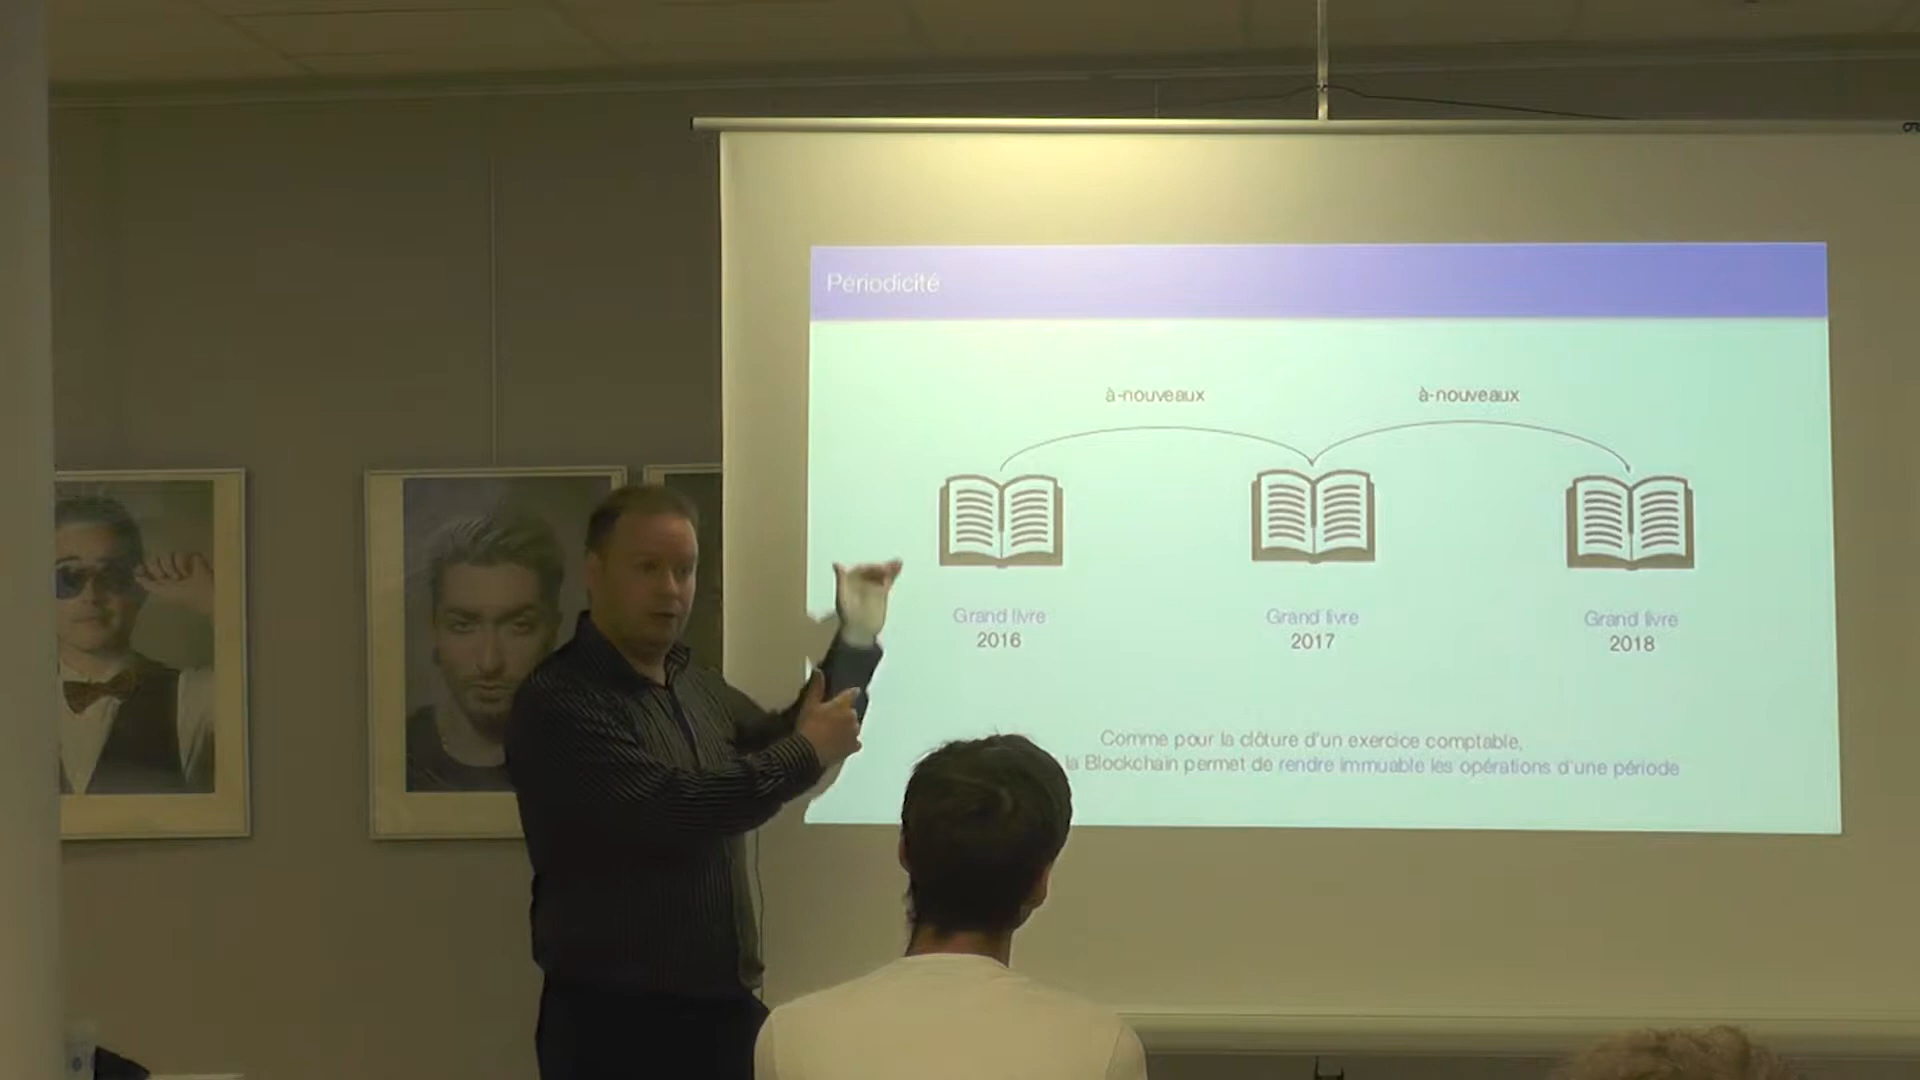 Périodicité
à-nouveaux
à-nouveaux
Grand livre
2016
Grand livre
2017
Grand livre
2018
Comme pour la clôture d'un exercice comptable,
la Blockchain permet de rendre immuable les opérations d'une période